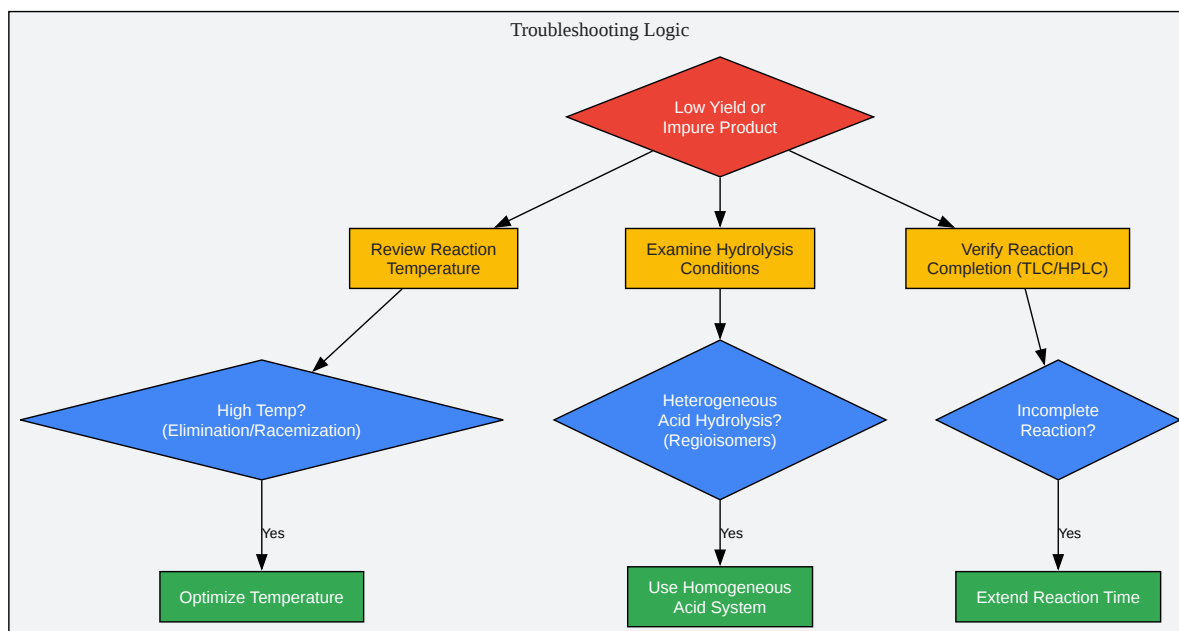 Troubleshooting Logic
Low Yield or
Impure Product
Review Reaction
Temperature
Examine Hydrolysis
Conditions
Verify Reaction
Completion (TLC/HPLC)
High Temp?
(Elimination/Racemization)
Heterogeneous
Acid Hydrolysis?
(Regioisomers)
Incomplete
Reaction?
Yes
Yes
Yes
Optimize Temperature
Use Homogeneous
Acid System
Extend Reaction Time